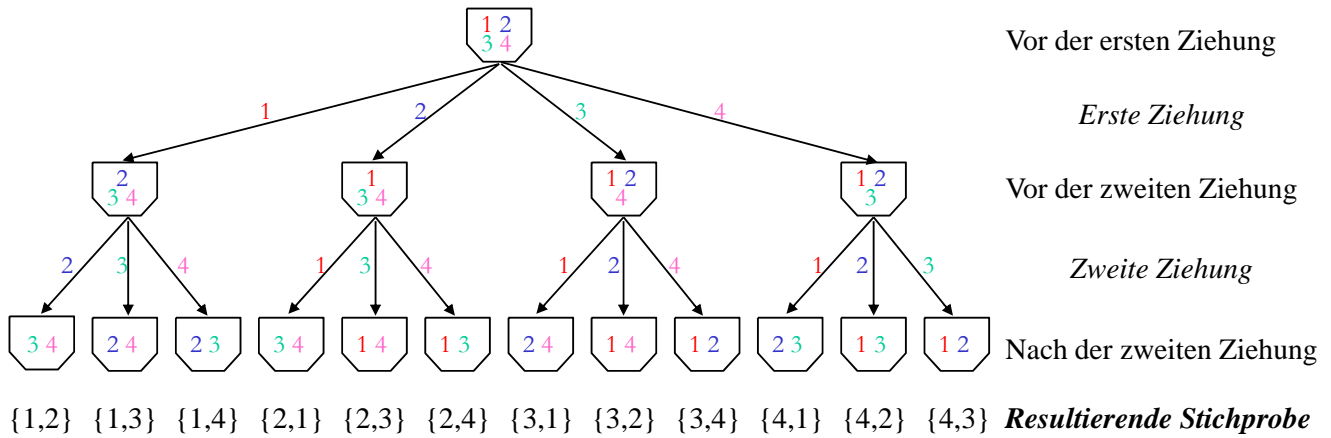 1 2
3 4
Vor der ersten Ziehung
1 2 3 4 Erste Ziehung
2 1 1 2 1 2
3 4 3 4 4 3
Vor der zweiten Ziehung
2 3 4 1 3 4 1 2 4 1 2 3 Zweite Ziehung
3 4 2 4 2 3 3 4 1 4 1 3 2 4 1 4 1 2 2 3 1 3 1 2 Nach der zweiten Ziehung
{1,2} {1,3} {1,4} {2,1} {2,3} {2,4} {3,1} {3,2} {3,4} {4,1} {4,2} {4,3} Resultierende Stichprobe